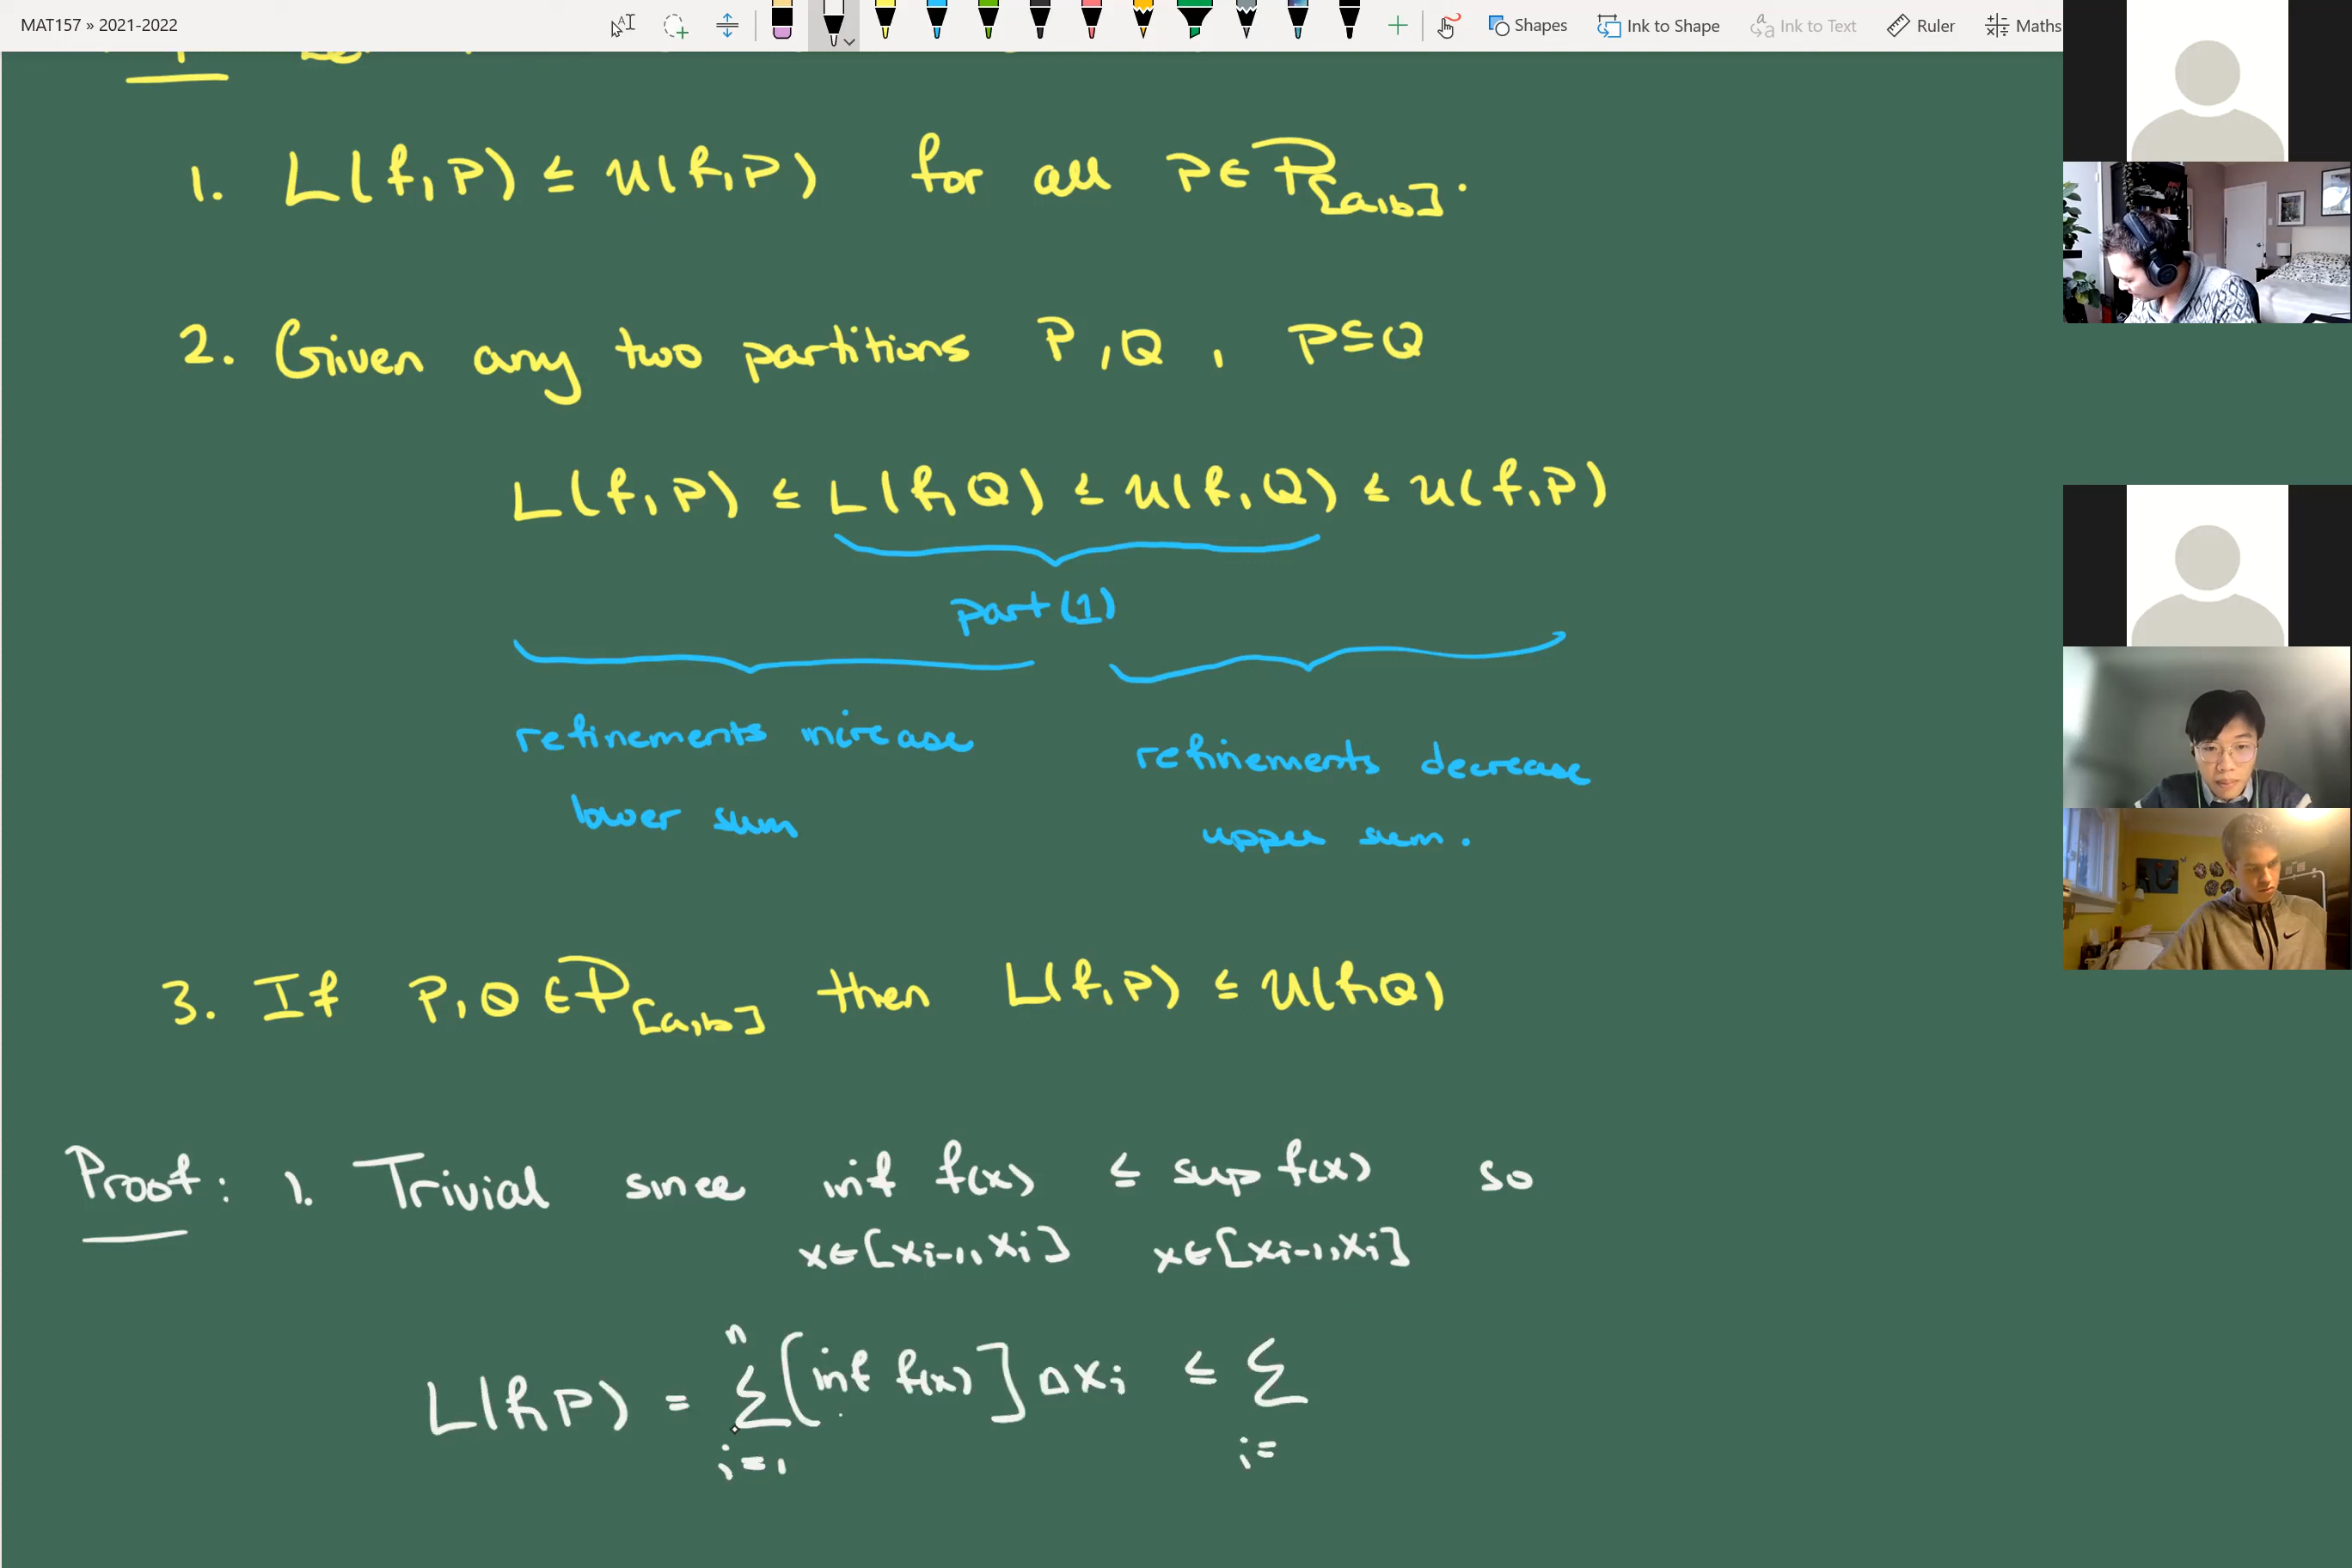 MAT157 » 2021-2022
Shapes Ink to Shape Ink to Text Ruler Maths
1. L(f,P) ≤ U(f,P) for all P∈𝒫[a,b].
2. Given any two partitions P, Q, P⊆Q
L(f,P) ≤ L(f,Q) ≤ U(f,Q) ≤ U(f,P)
part (1)
refinements increase
lower sum
refinements decrease
upper sum.
3. If P, Q ∈ 𝒫[a,b] then L(f,P) ≤ U(f,Q)
Proof: 1. Trivial since inf f(x) ≤ sup f(x) so
x∈[xi-1, xi] x∈[xi-1, xi]
n
L(f,P) = Σ [inf f(x)] Δxi ≤ Σ
i=1 i=